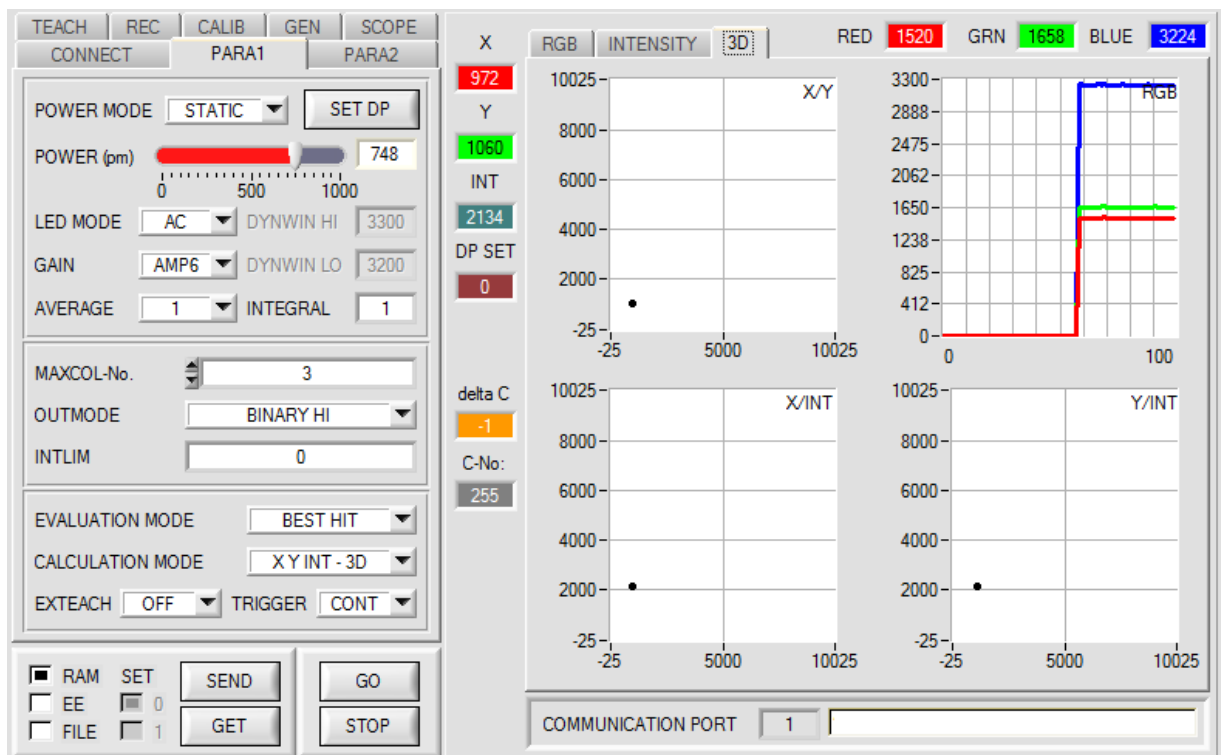 TEACH REC CALIB GEN SCOPE
CONNECT PARA1 PARA2
POWER MODE STATIC SET DP
POWER (pm) 748
0 500 1000
LED MODE AC DYNWIN HI 3300
GAIN AMP6 DYNWIN LO 3200
AVERAGE 1 INTEGRAL 1
MAXCOL-No. 3
OUTMODE BINARY HI
INTLIM 0
EVALUATION MODE BEST HIT
CALCULATION MODE X Y INT - 3D
EXTEACH OFF TRIGGER CONT
RAM SET SEND GO
EE 0
FILE 1 GET STOP
X
972
Y
1060
INT
2134
DP SET
0
delta C
-1
C-No:
255
RGB INTENSITY 3D RED 1520 GRN 1658 BLUE 3224
X/Y
10025
8000
6000
4000
2000
-25
-25 5000 10025
RGB
3300
2888
2475
2062
1650
1238
825
412
0
0 100
X/INT
10025
8000
6000
4000
2000
-25
-25 5000 10025
Y/INT
10025
8000
6000
4000
2000
-25
-25 5000 10025
COMMUNICATION PORT 1